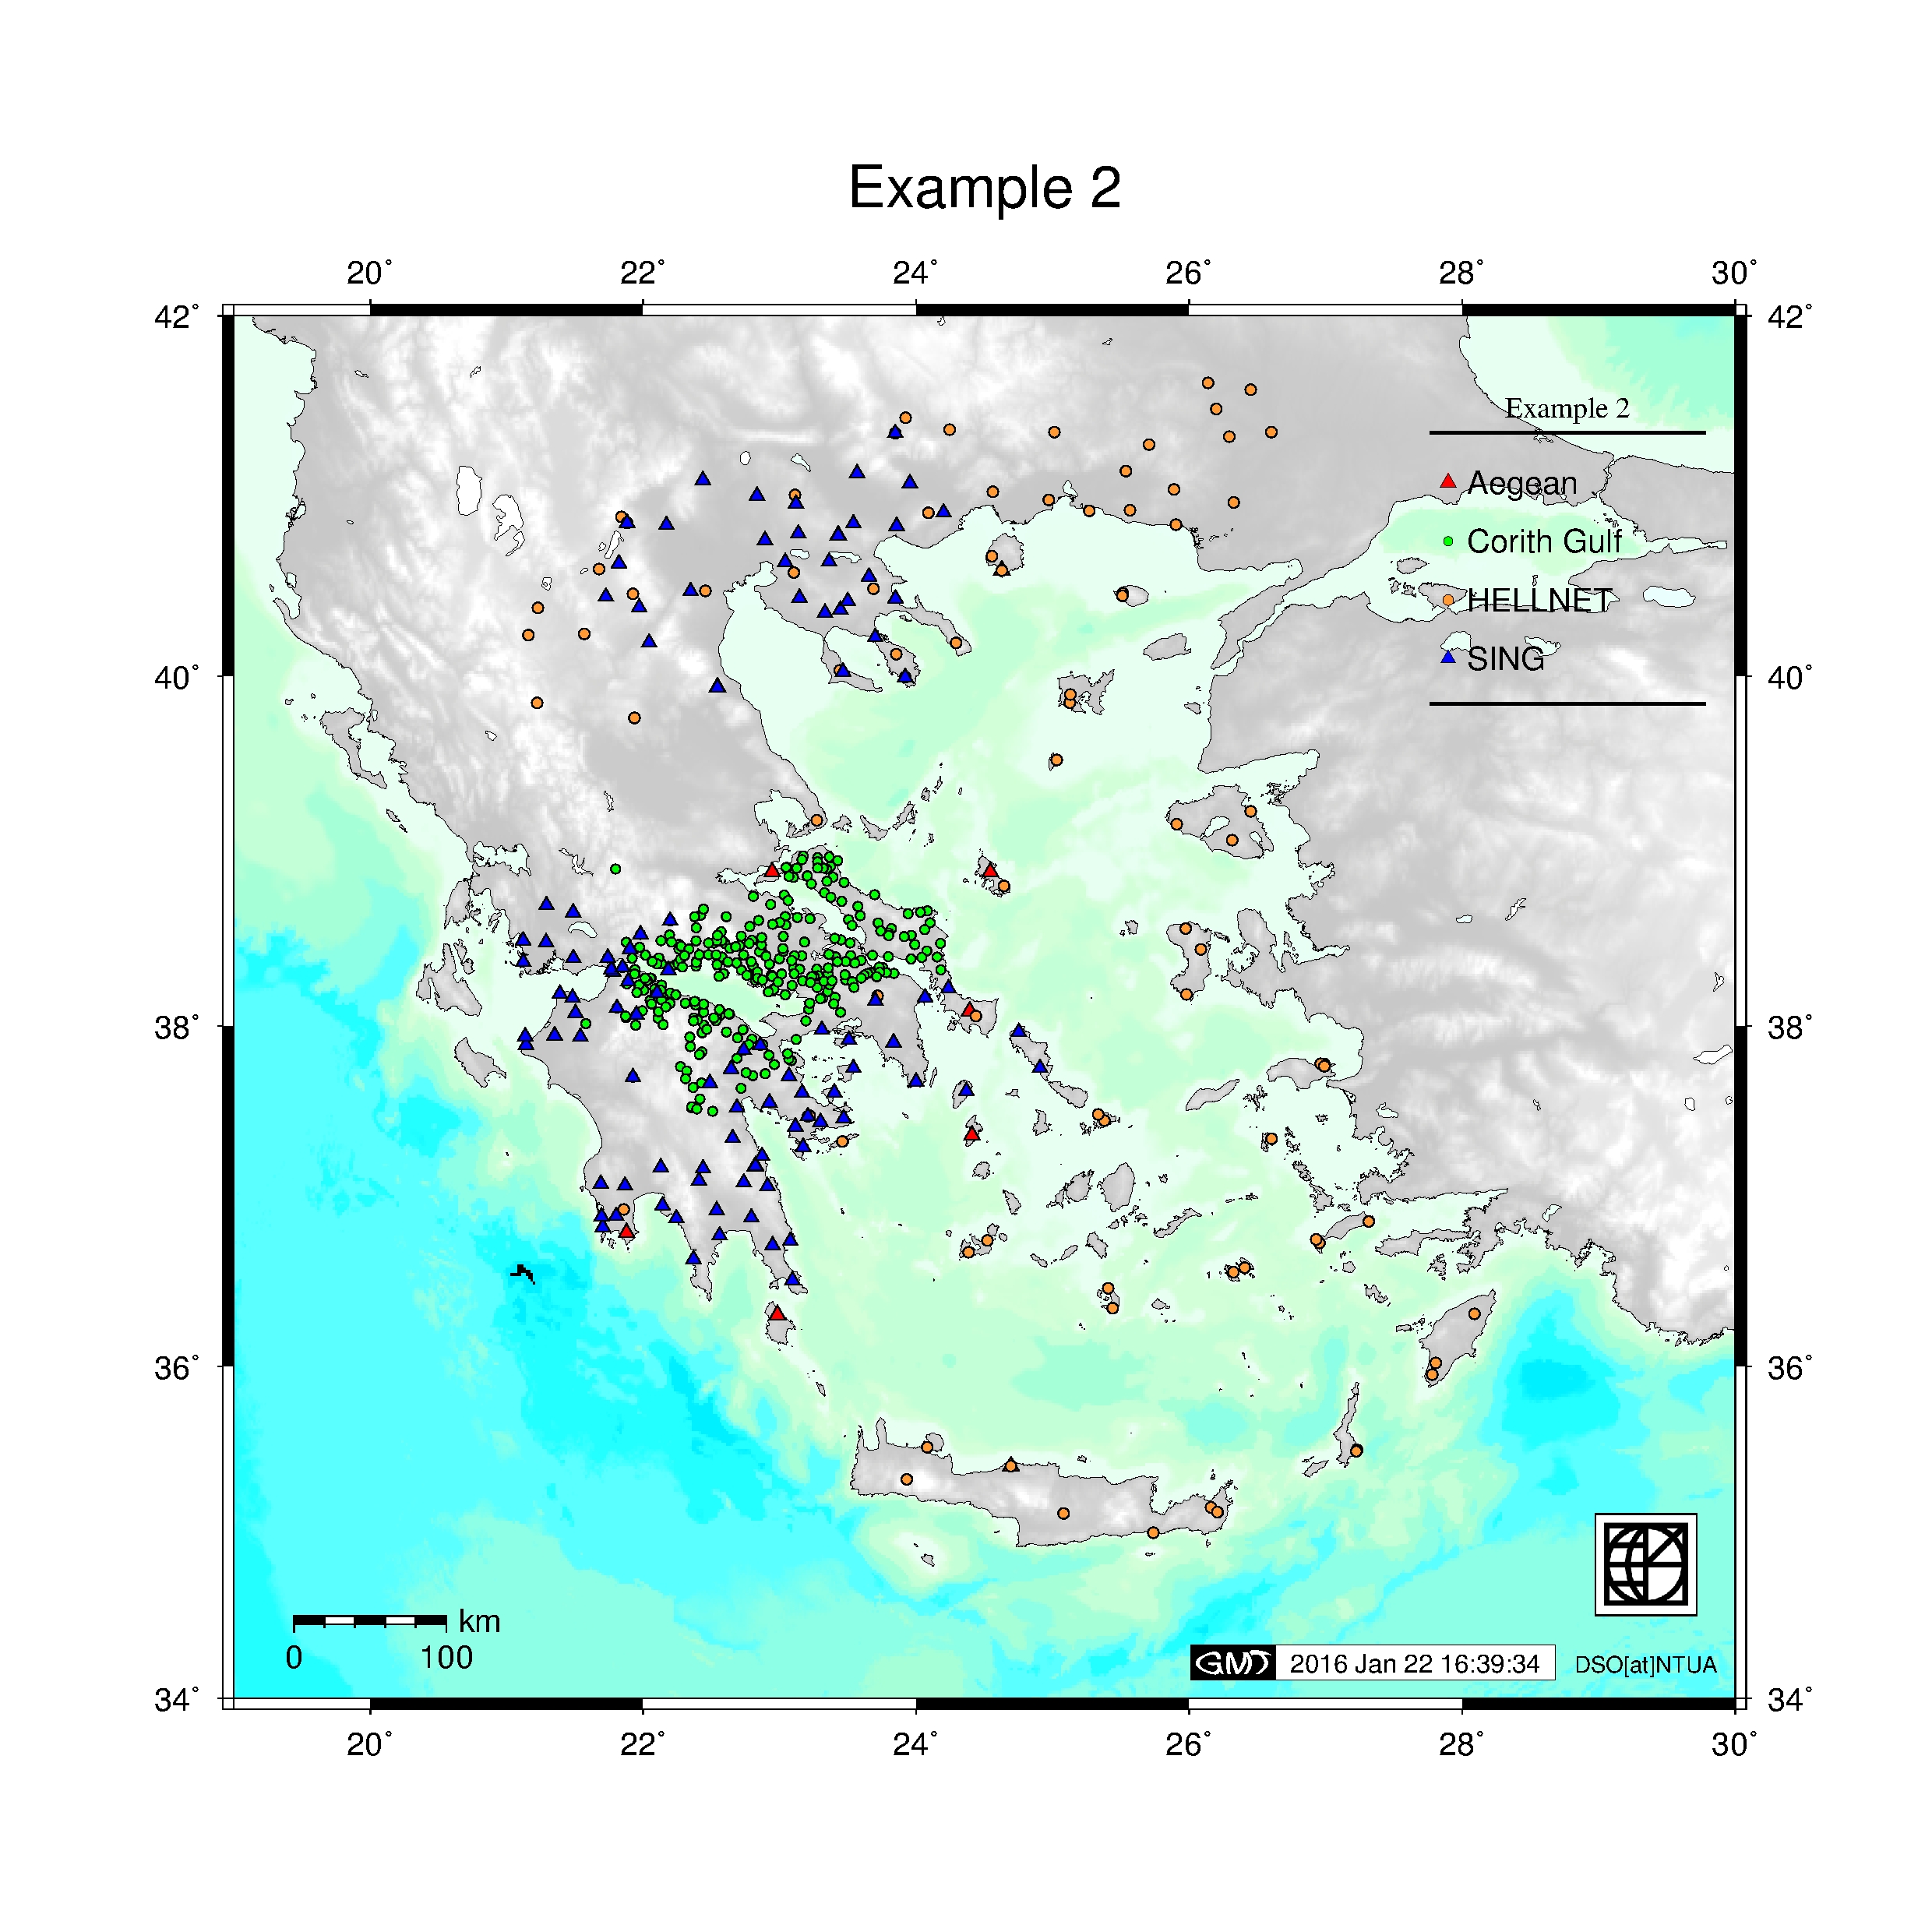 Example 2
20° 22° 24° 26° 28° 30°
42° 42°
Example 2
Aegean
Corith Gulf
HELLNET
SING
40° 40°
38° 38°
36° 36°
km
0 100
GMT 2016 Jan 22 16:39:34 DSO[at]NTUA
34° 34°
20° 22° 24° 26° 28° 30°